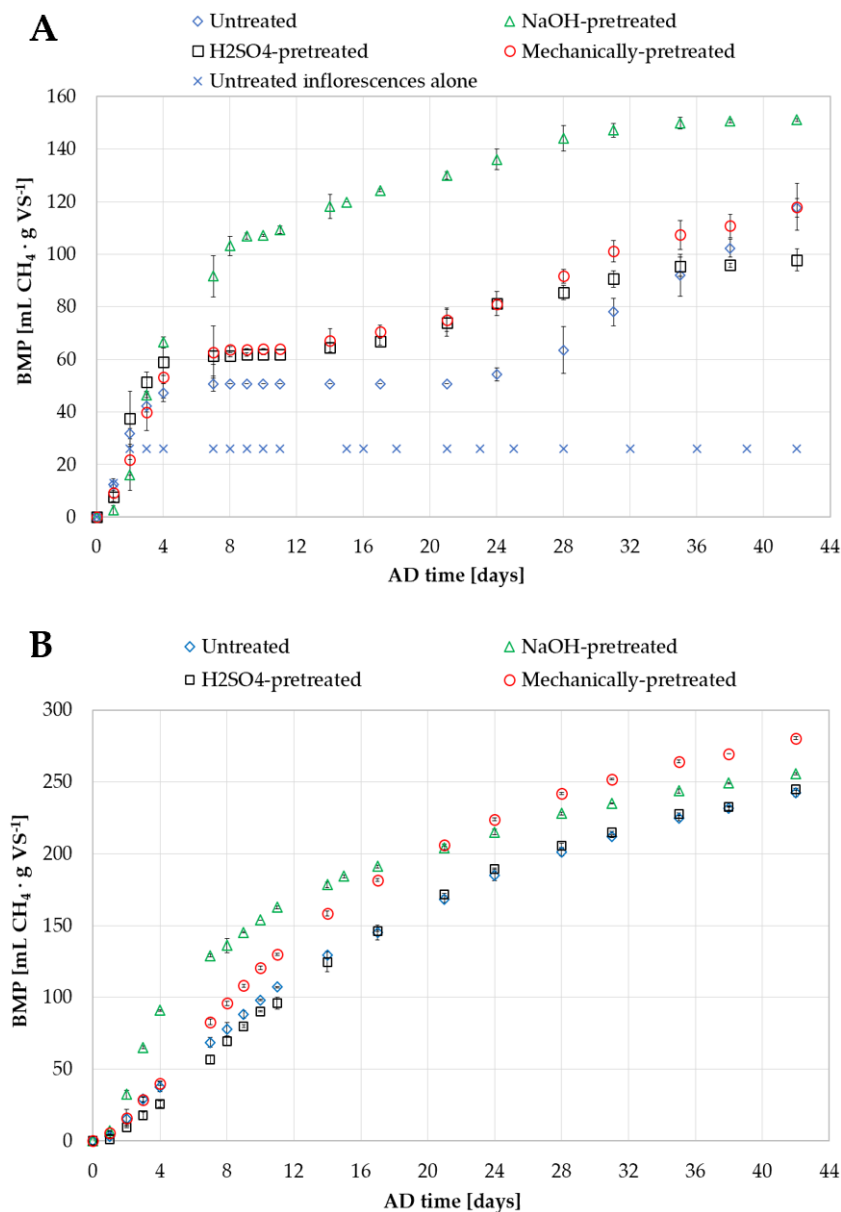 A
Untreated NaOH-pretreated
H2SO4-pretreated Mechanically-pretreated
Untreated inflorescences alone
160
140
120
100
80
60
40
20
0
BMP [mL CH₄ · g VS⁻¹]
0 4 8 12 16 20 24 28 32 36 40 44
AD time [days]
B
Untreated NaOH-pretreated
H2SO4-pretreated Mechanically-pretreated
300
250
200
150
100
50
0
BMP [mL CH₄ · g VS⁻¹]
0 4 8 12 16 20 24 28 32 36 40 44
AD time [days]